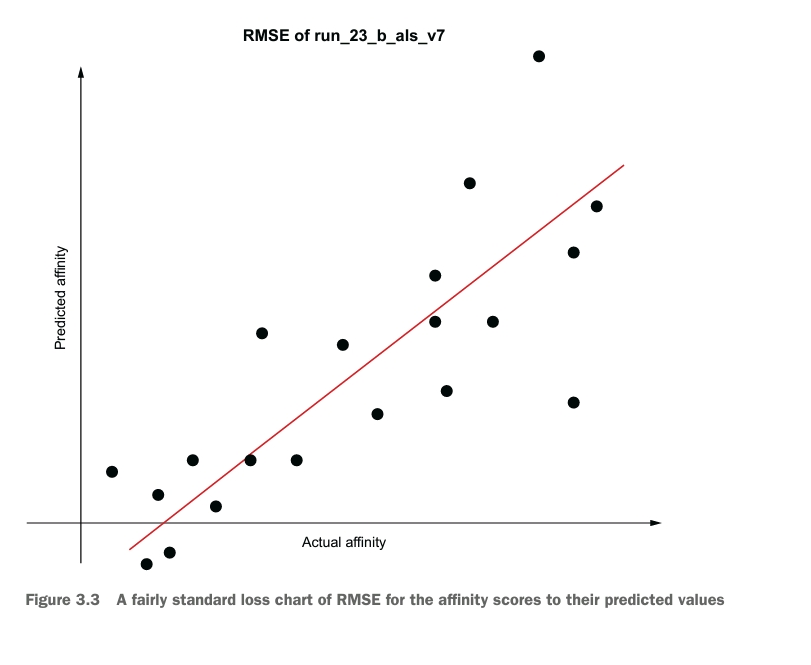 RMSE of run_23_b_als_v7
Predicted affinity
Actual affinity
Figure 3.3 A fairly standard loss chart of RMSE for the affinity scores to their predicted values